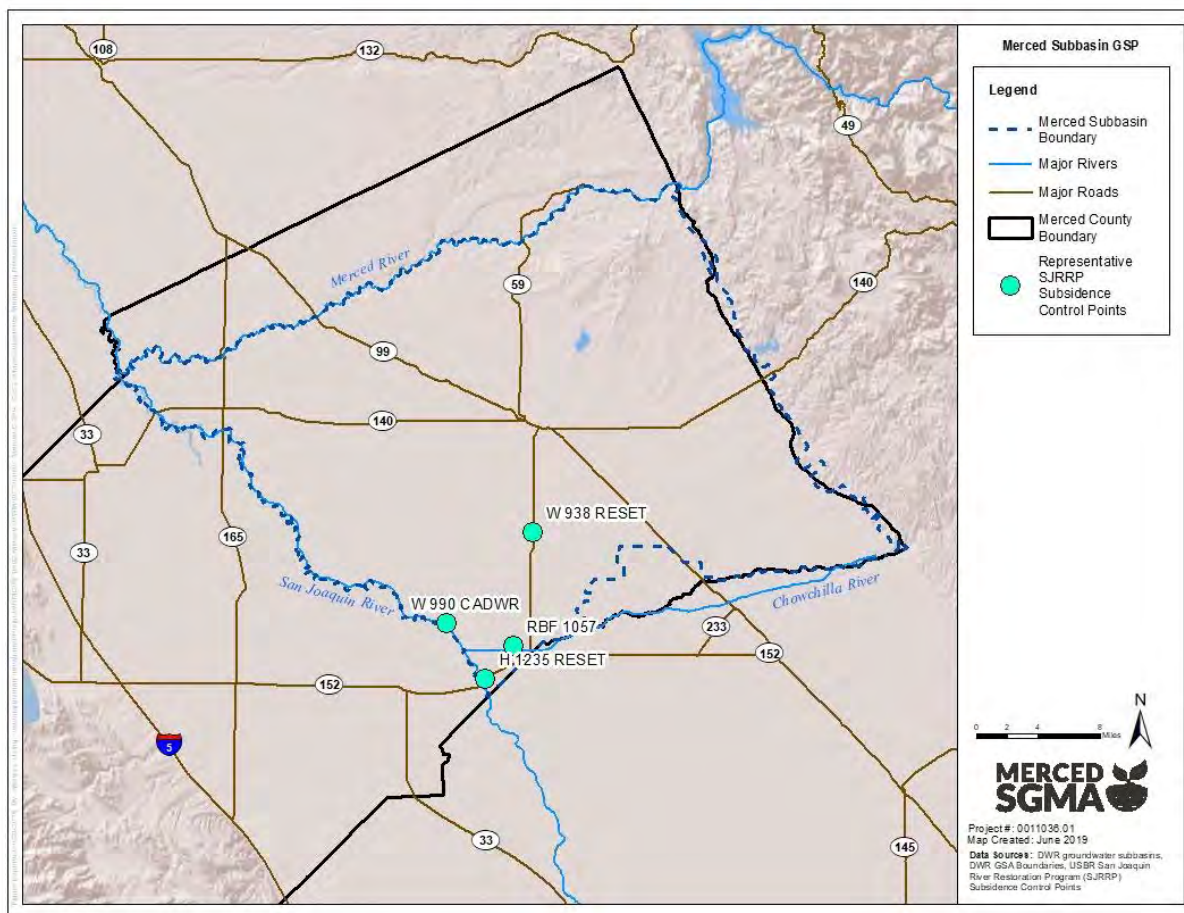 Merced Subbasin GSP
Legend
Merced Subbasin
Boundary
Major Rivers
Major Roads
Merced County
Boundary
Representative
SJRRP
Subsidence
Control Points
108
132
49
Merced River
59
140
99
140
33
165
33
W 938 RESET
San Joaquin River
W 990 CADWR
RBF 1057
H 1235 RESET
Chowchilla River
233
152
152
5
33
145
N
0 2 4 8
Miles
MERCED
SGMA
Project #: 0011036.01
Map Created: June 2019
Data Sources: DWR groundwater subbasins,
DWR GSA Boundaries, USBR San Joaquin
River Restoration Program (SJRRP)
Subsidence Control Points